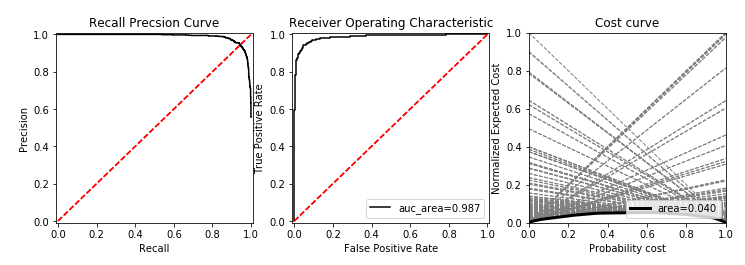 Recall Precsion Curve
1.0
0.8
0.6
0.4
0.2
0.0
Precision
0.0 0.2 0.4 0.6 0.8 1.0
Recall
Receiver Operating Characteristic
1.0
0.8
0.6
0.4
0.2
0.0
True Positive Rate
auc_area=0.987
0.0 0.2 0.4 0.6 0.8 1.0
False Positive Rate
Cost curve
1.0
0.8
0.6
0.4
0.2
0.0
Normalized Expected Cost
area=0.040
0.0 0.2 0.4 0.6 0.8 1.0
Probability cost